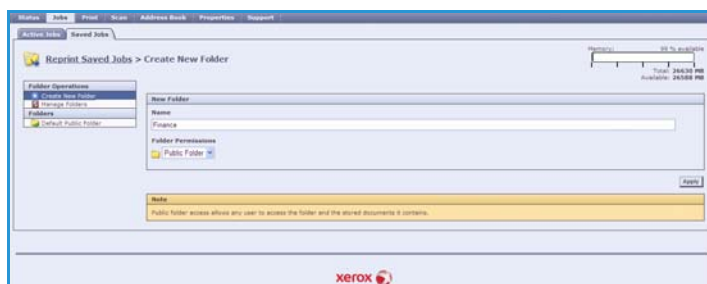 Status Jobs Print Scan Address Book Properties Support
Active Jobs Saved Jobs
Reprint Saved Jobs > Create New Folder
Memory: 99 % available
Total: 26630 MB
Available: 26588 MB
Folder Operations
Create New Folder
Manage Folders
Folders
Default Public Folder
New Folder
Name
Finance
Folder Permissions
Public Folder
Apply
Note
Public folder access allows any user to access the folder and the stored documents it contains.
xerox